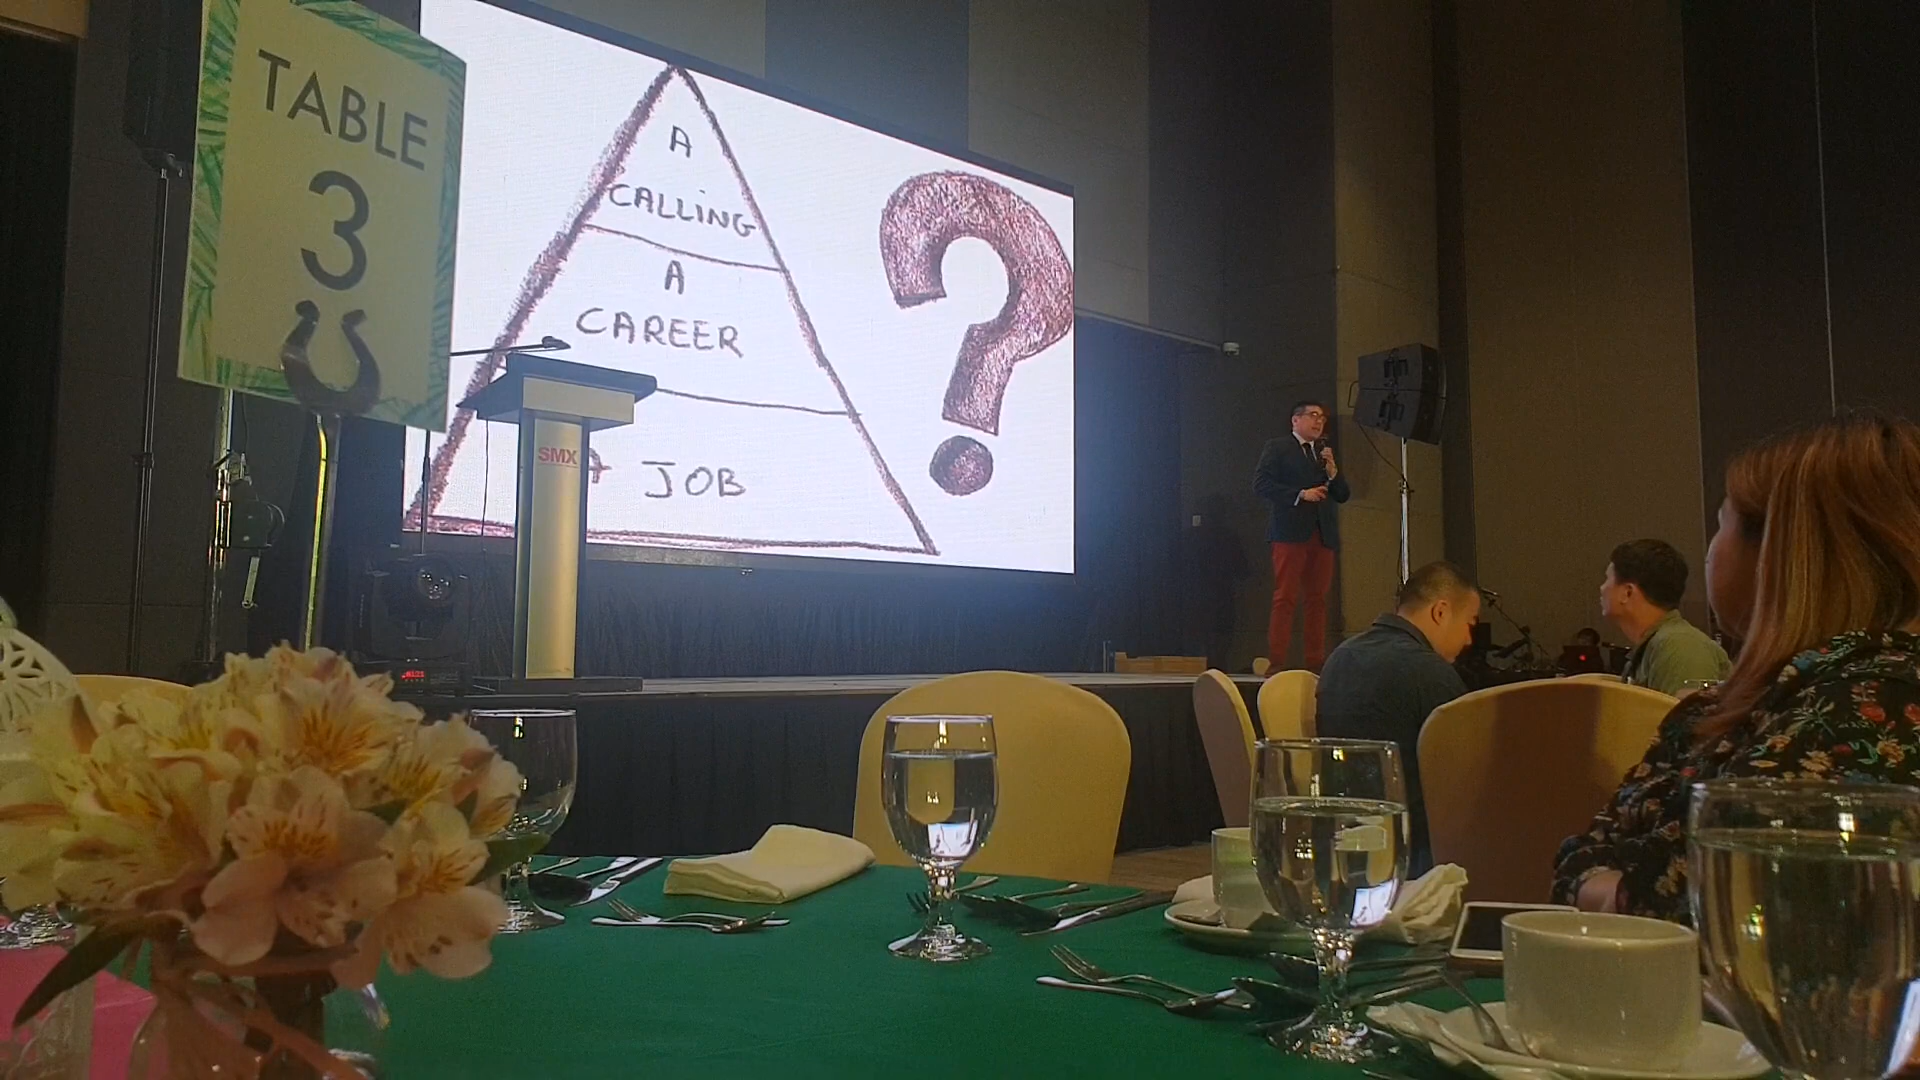 TABLE
3
A
CALLiNG
A
CAREER
A JOB
?
SMX